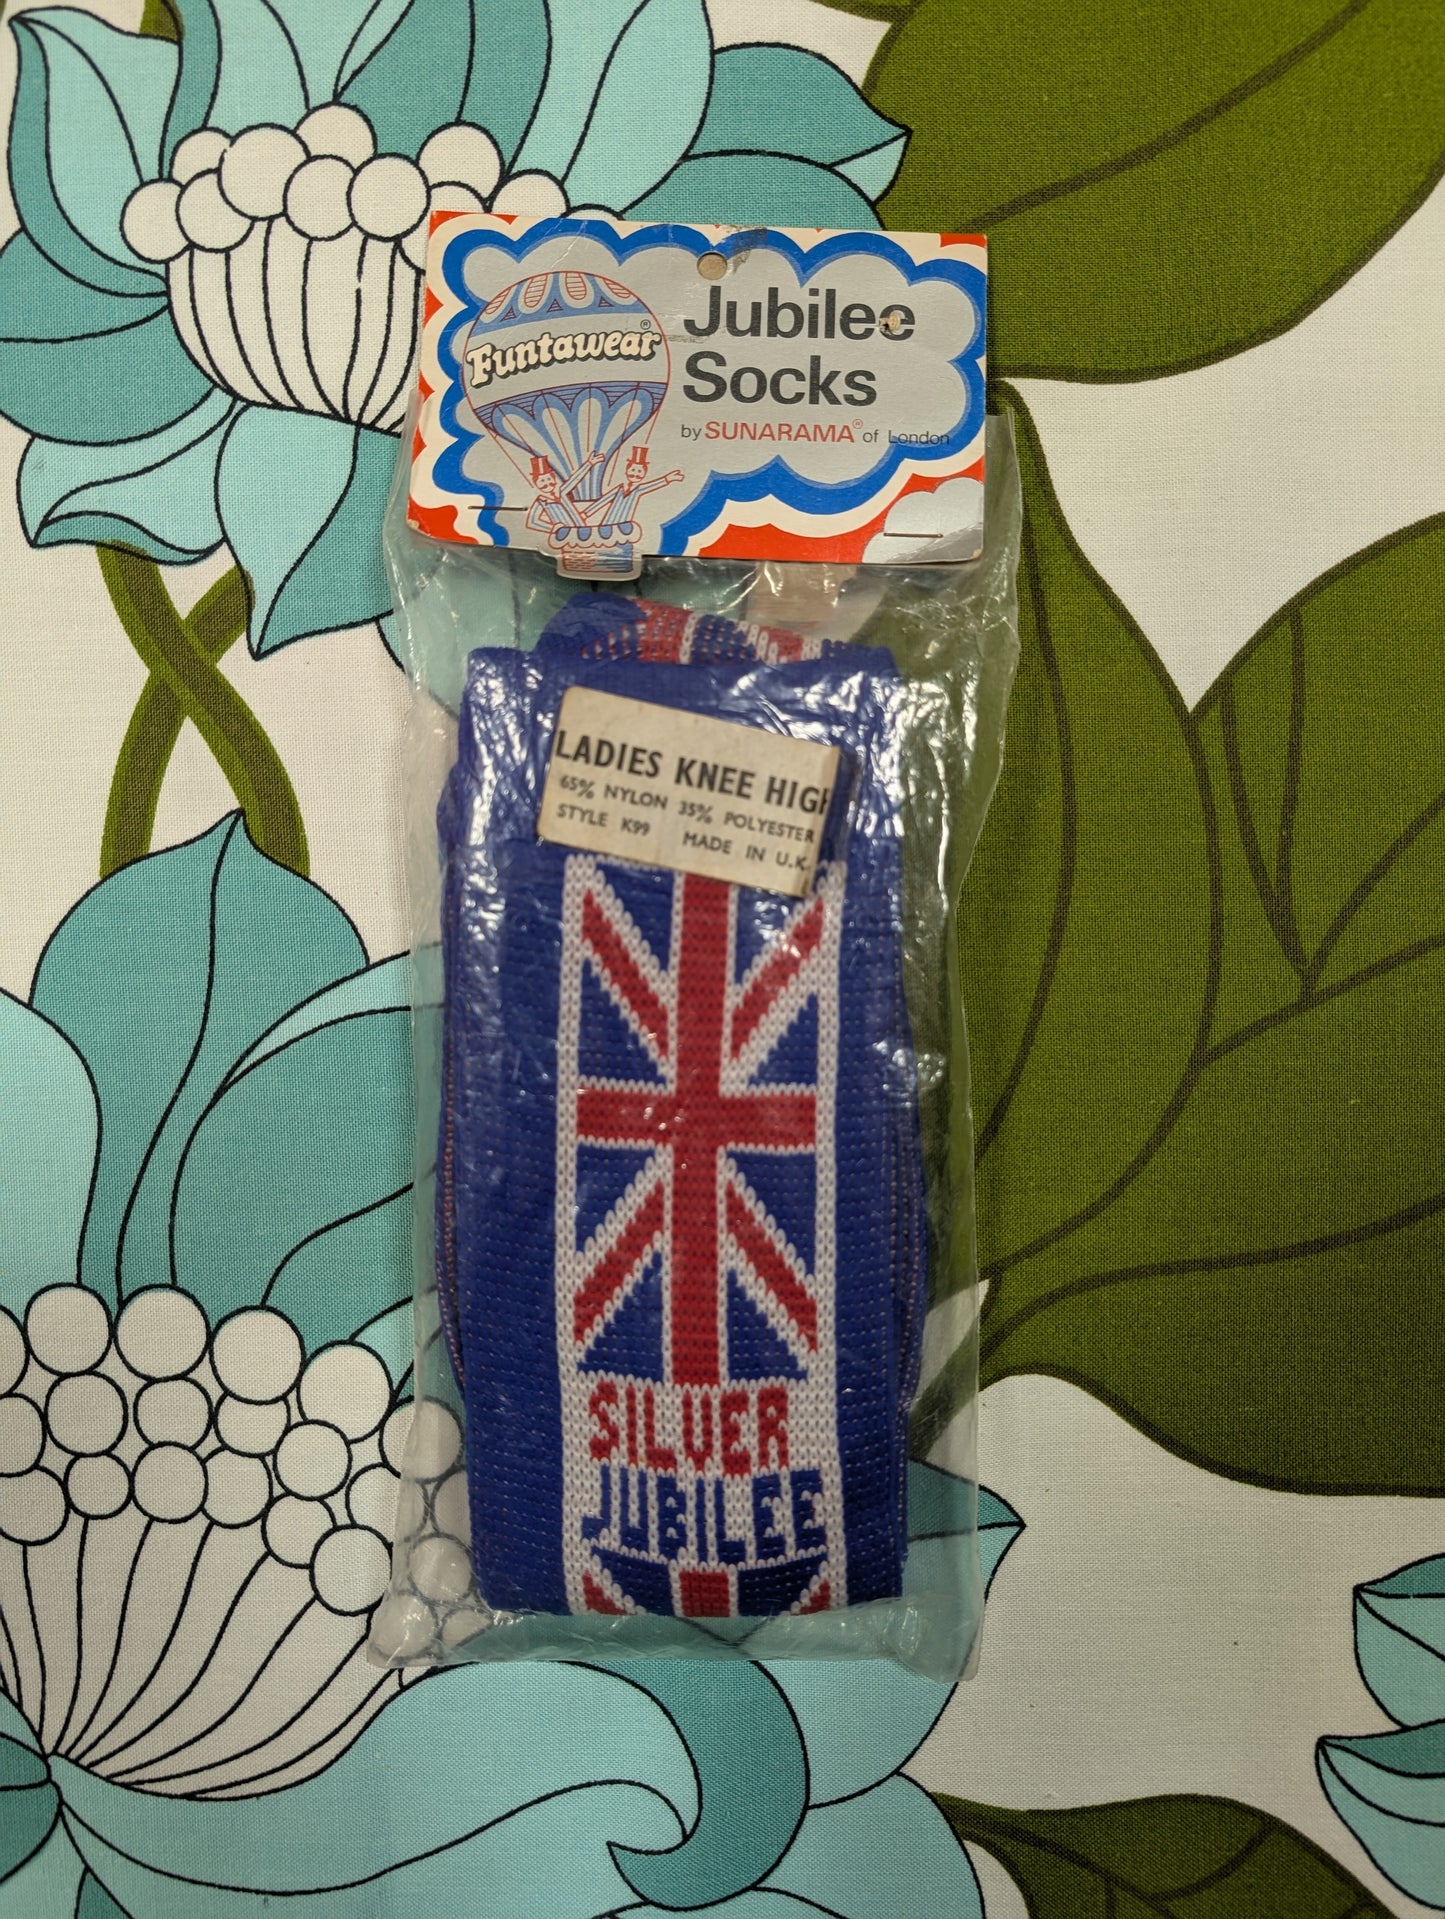 Funtawear®
Jubilee
Socks
by SUNARAMA® of London
LADIES KNEE HIGH
65% NYLON 35% POLYESTER
STYLE K99 MADE IN U.K.
SILVER
JUBILEE